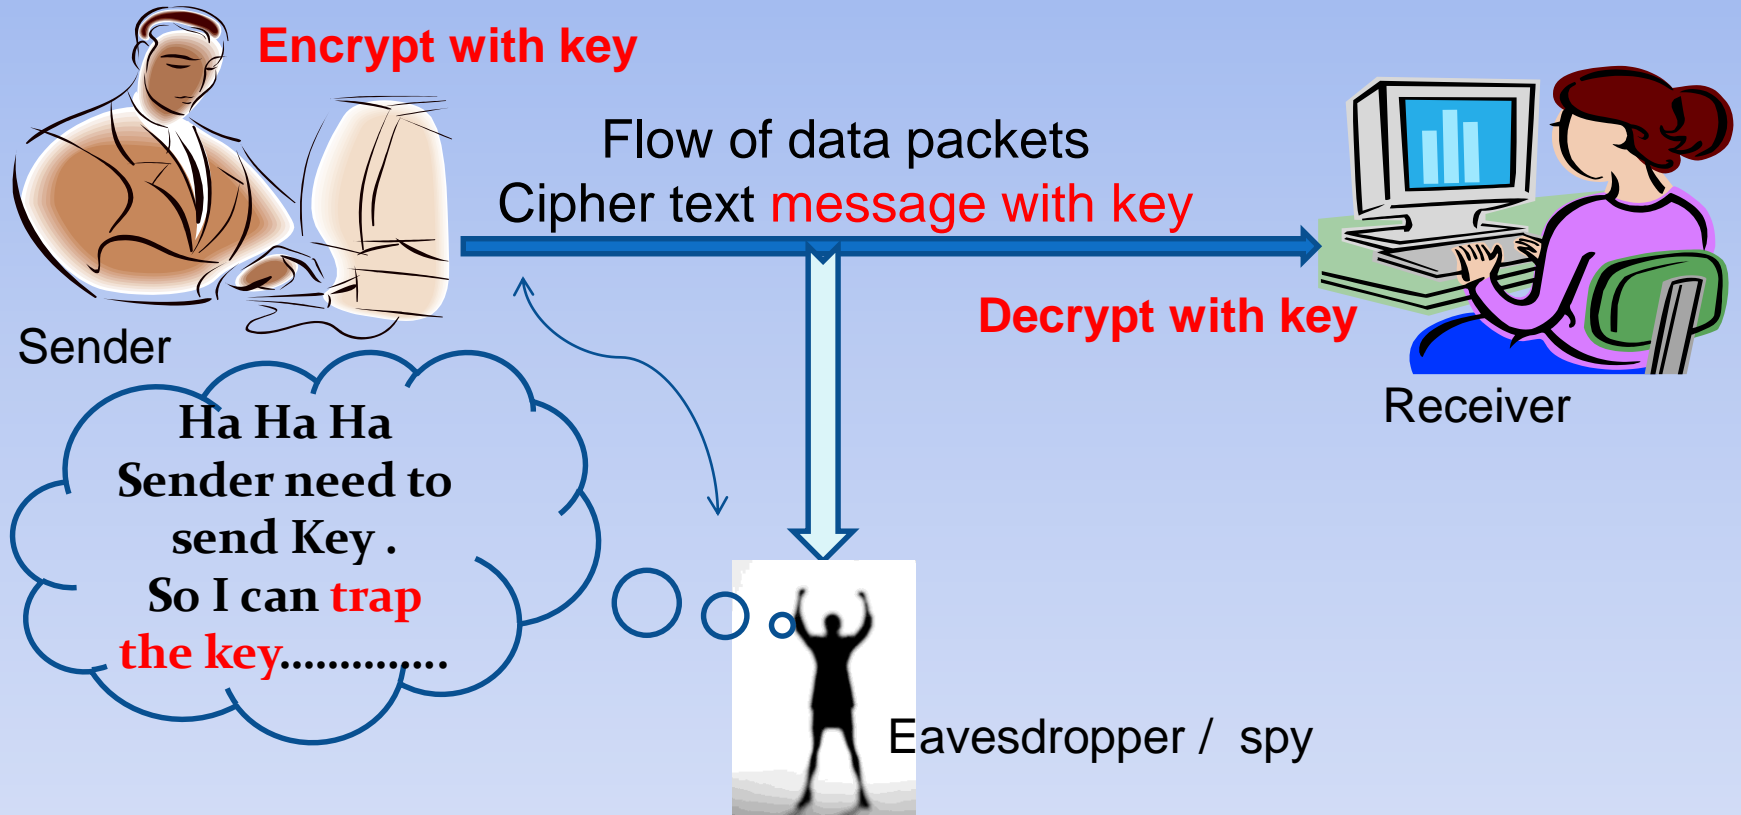 Encrypt with key
Flow of data packets
Cipher text message with key
Decrypt with key
Sender
Receiver
Ha Ha Ha
Sender need to
send Key .
So I can trap
the key..............
Eavesdropper / spy